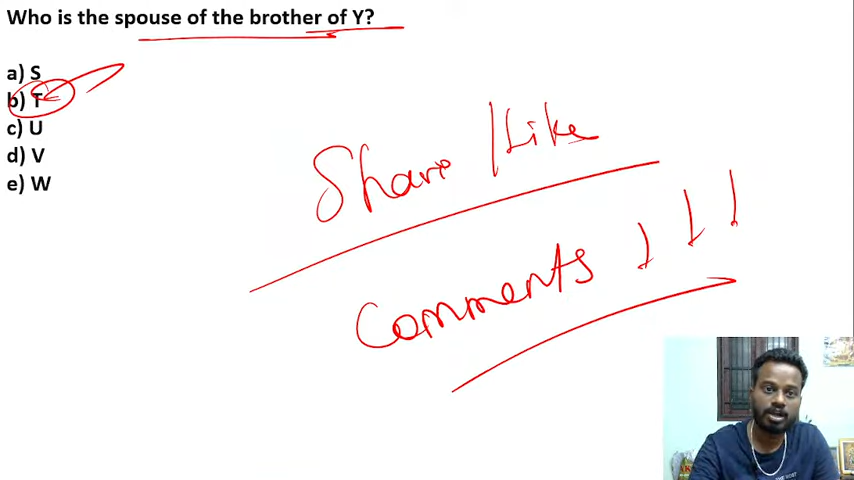 Who is the spouse of the brother of Y?
a) S
b) T
c) U
d) V
e) W
Share / Like
Comments